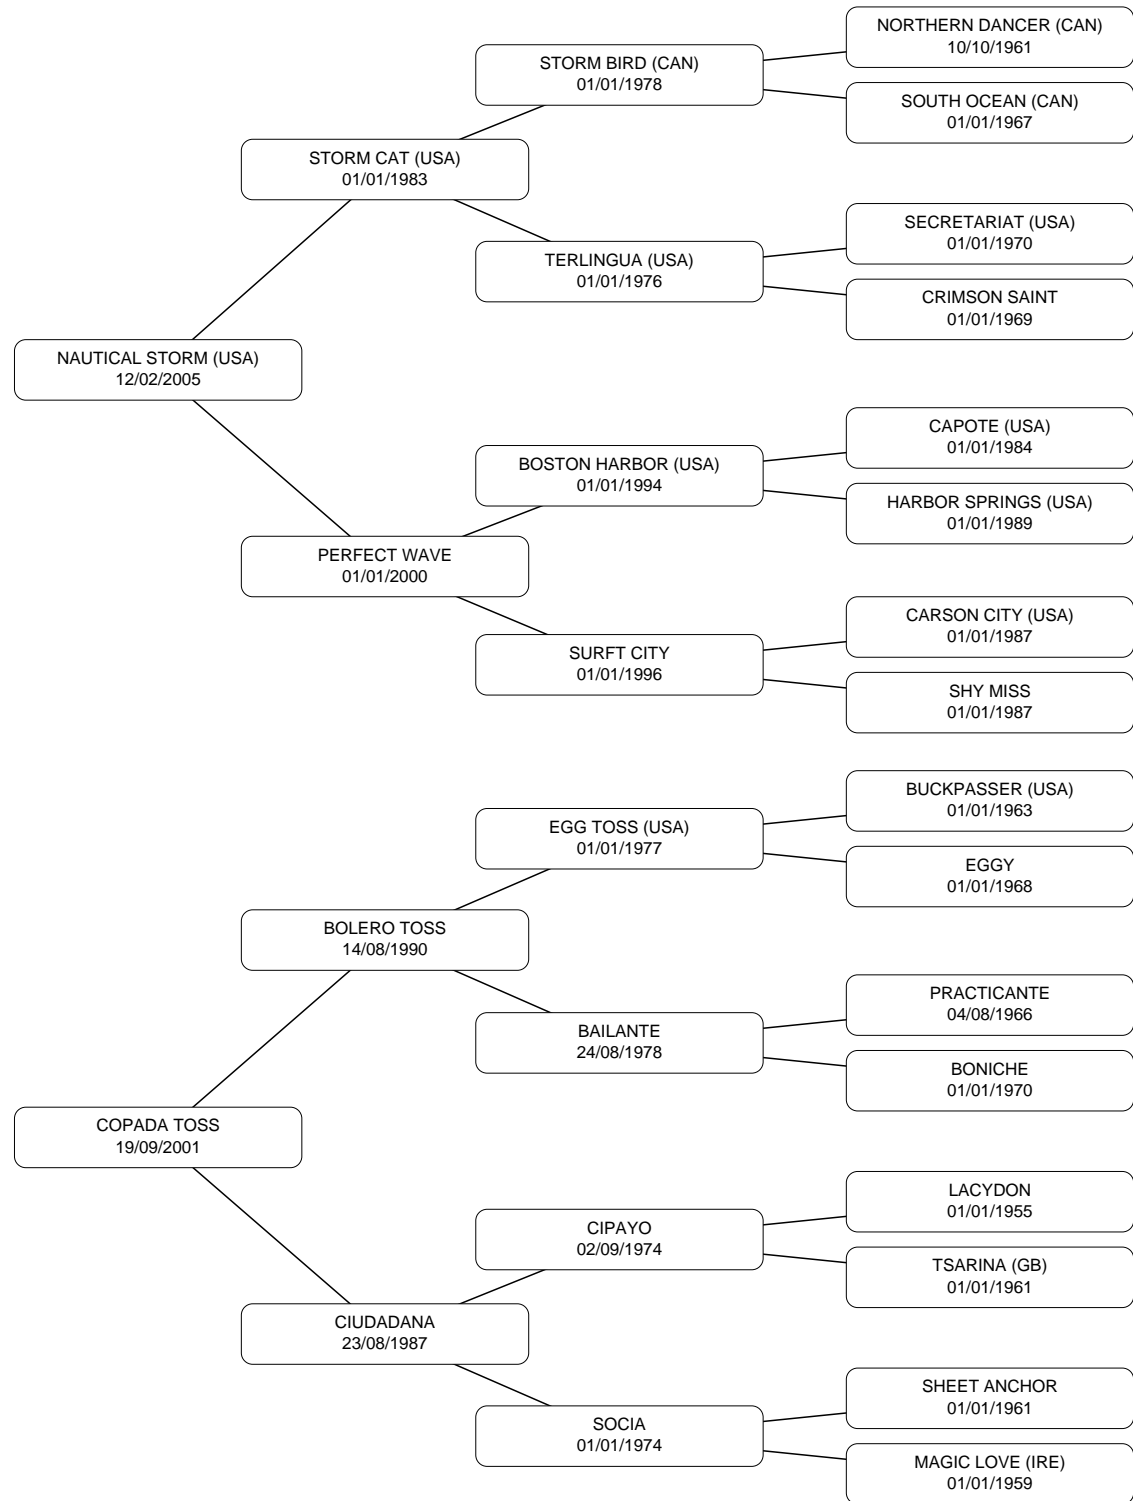 NORTHERN DANCER (CAN)
10/10/1961
STORM BIRD (CAN)
01/01/1978
SOUTH OCEAN (CAN)
01/01/1967
STORM CAT (USA)
01/01/1983
SECRETARIAT (USA)
01/01/1970
TERLINGUA (USA)
01/01/1976
CRIMSON SAINT
01/01/1969
NAUTICAL STORM (USA)
12/02/2005
CAPOTE (USA)
01/01/1984
BOSTON HARBOR (USA)
01/01/1994
HARBOR SPRINGS (USA)
01/01/1989
PERFECT WAVE
01/01/2000
CARSON CITY (USA)
01/01/1987
SURFT CITY
01/01/1996
SHY MISS
01/01/1987
BUCKPASSER (USA)
01/01/1963
EGG TOSS (USA)
01/01/1977
EGGY
01/01/1968
BOLERO TOSS
14/08/1990
PRACTICANTE
04/08/1966
BAILANTE
24/08/1978
BONICHE
01/01/1970
COPADA TOSS
19/09/2001
LACYDON
01/01/1955
CIPAYO
02/09/1974
TSARINA (GB)
01/01/1961
CIUDADANA
23/08/1987
SHEET ANCHOR
01/01/1961
SOCIA
01/01/1974
MAGIC LOVE (IRE)
01/01/1959